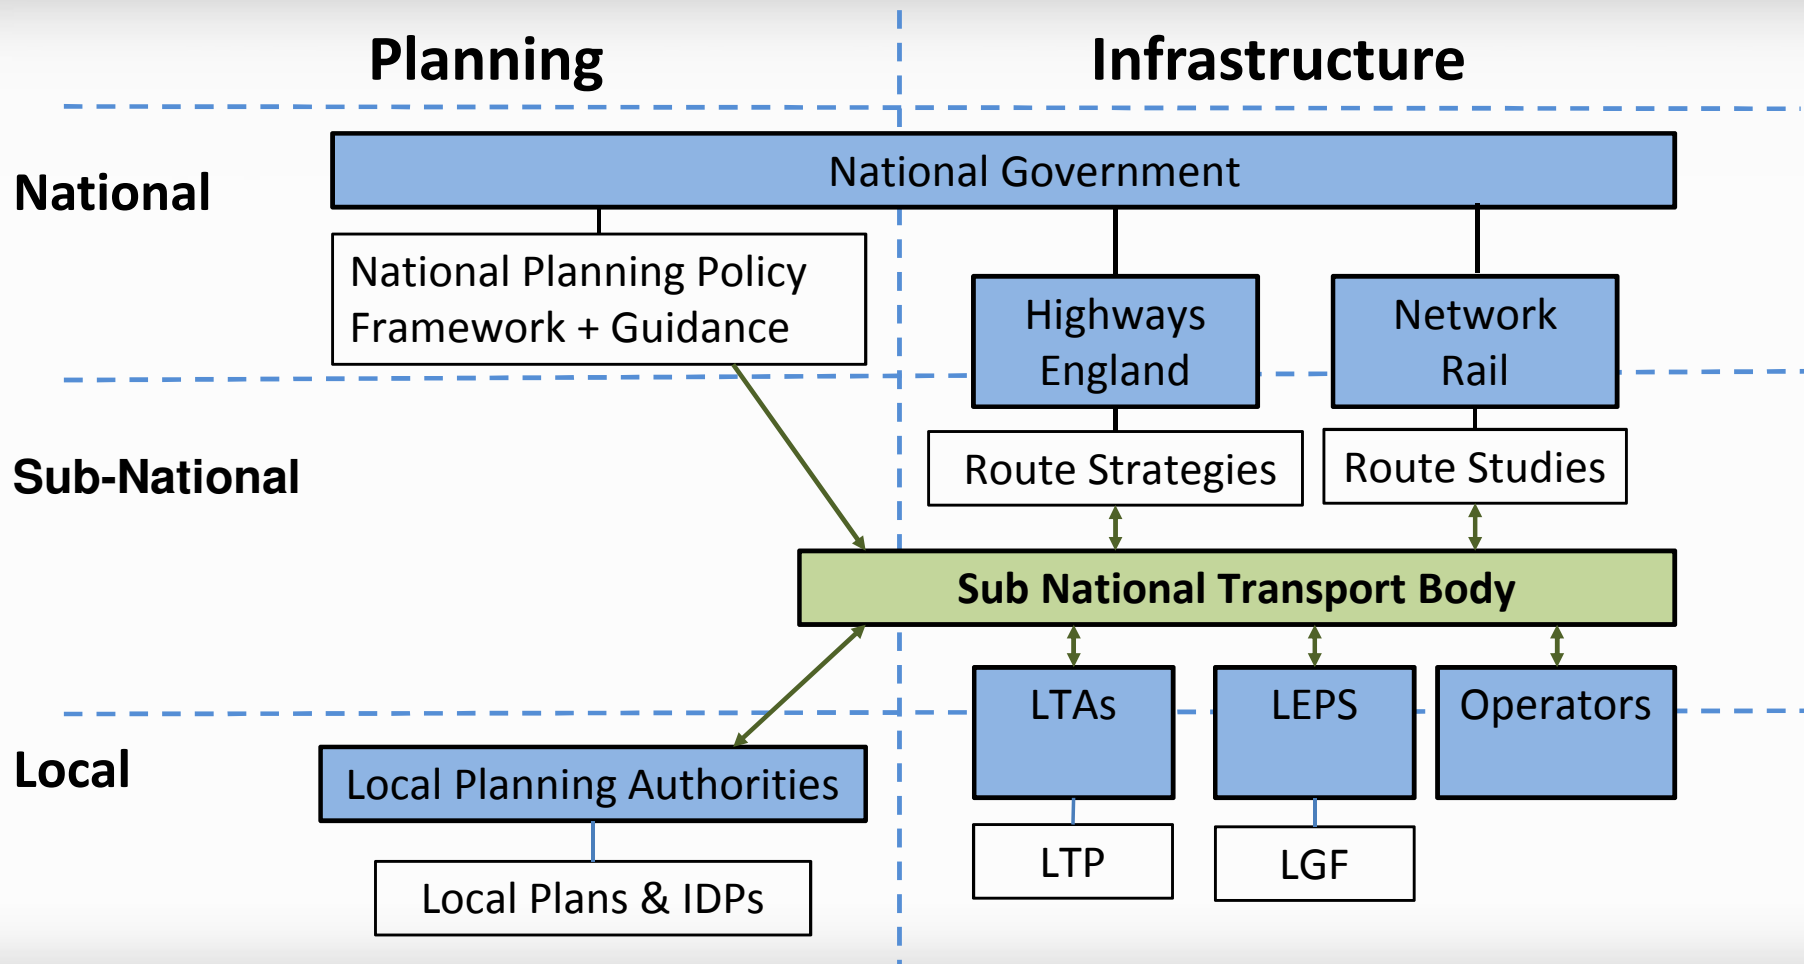 Planning
Infrastructure
National
National Government
National Planning Policy
Framework + Guidance
Highways
England
Network
Rail
Sub-National
Route Strategies
Route Studies
Sub National Transport Body
LTAs
LEPS
Operators
Local
Local Planning Authorities
LTP
LGF
Local Plans & IDPs